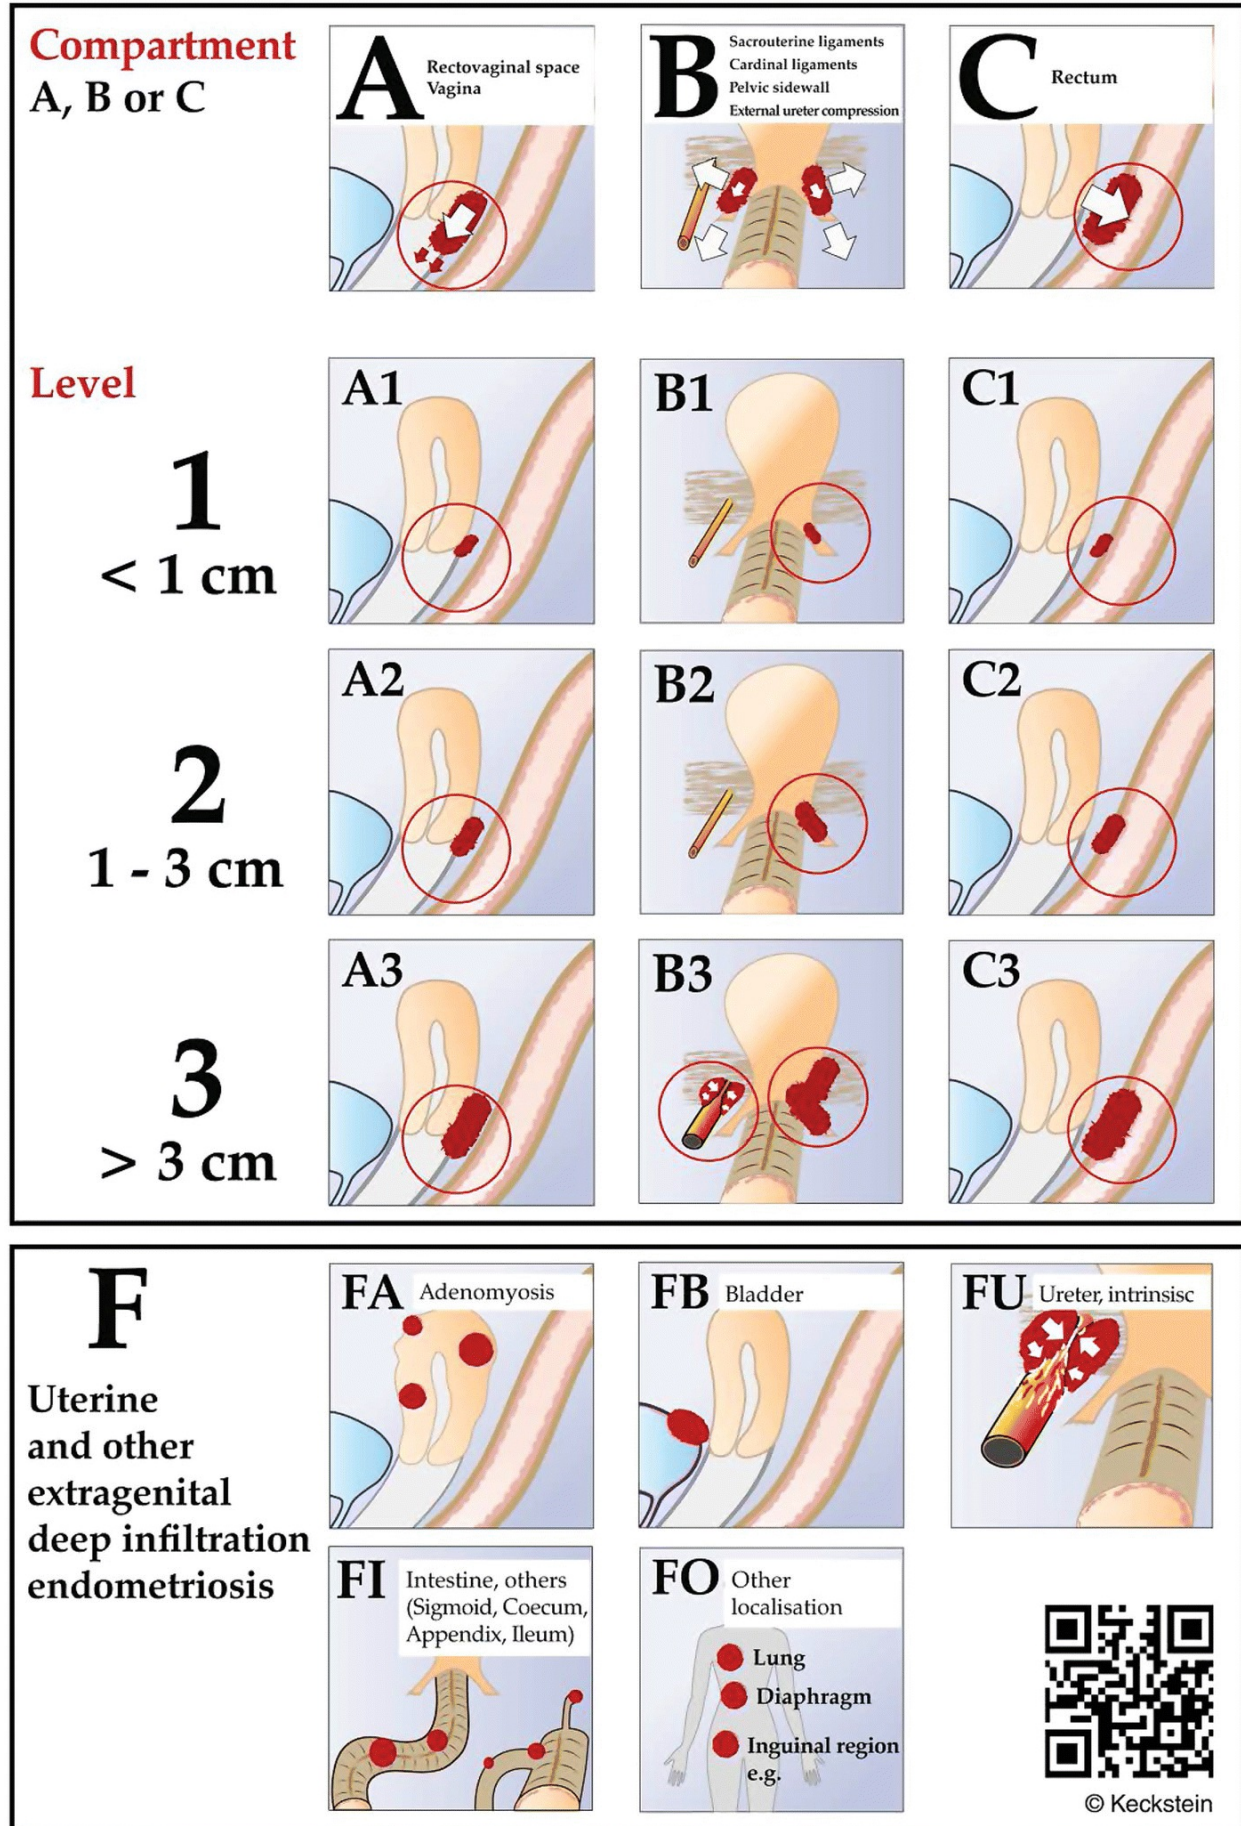 Compartment
A, B or C
A
Rectovaginal space
Vagina
B
Sacrouterine ligaments
Cardinal ligaments
Pelvic sidewall
External ureter compression
C
Rectum
Level
1
< 1 cm
A1
B1
C1
2
1 - 3 cm
A2
B2
C2
3
> 3 cm
A3
B3
C3
F
Uterine
and other
extragenital
deep infiltration
endometriosis
FA
Adenomyosis
FB
Bladder
FU
Ureter, intrinsisc
FI
Intestine, others
(Sigmoid, Coecum,
Appendix, Ileum)
FO
Other
localisation
Lung
Diaphragm
Inguinal region
e.g.
© Keckstein